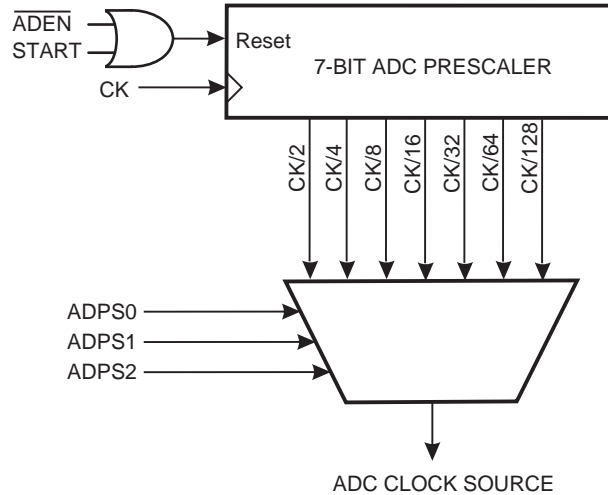 ADEN
START
Reset
CK
7-BIT ADC PRESCALER
CK/2
CK/4
CK/8
CK/16
CK/32
CK/64
CK/128
ADPS0
ADPS1
ADPS2
ADC CLOCK SOURCE